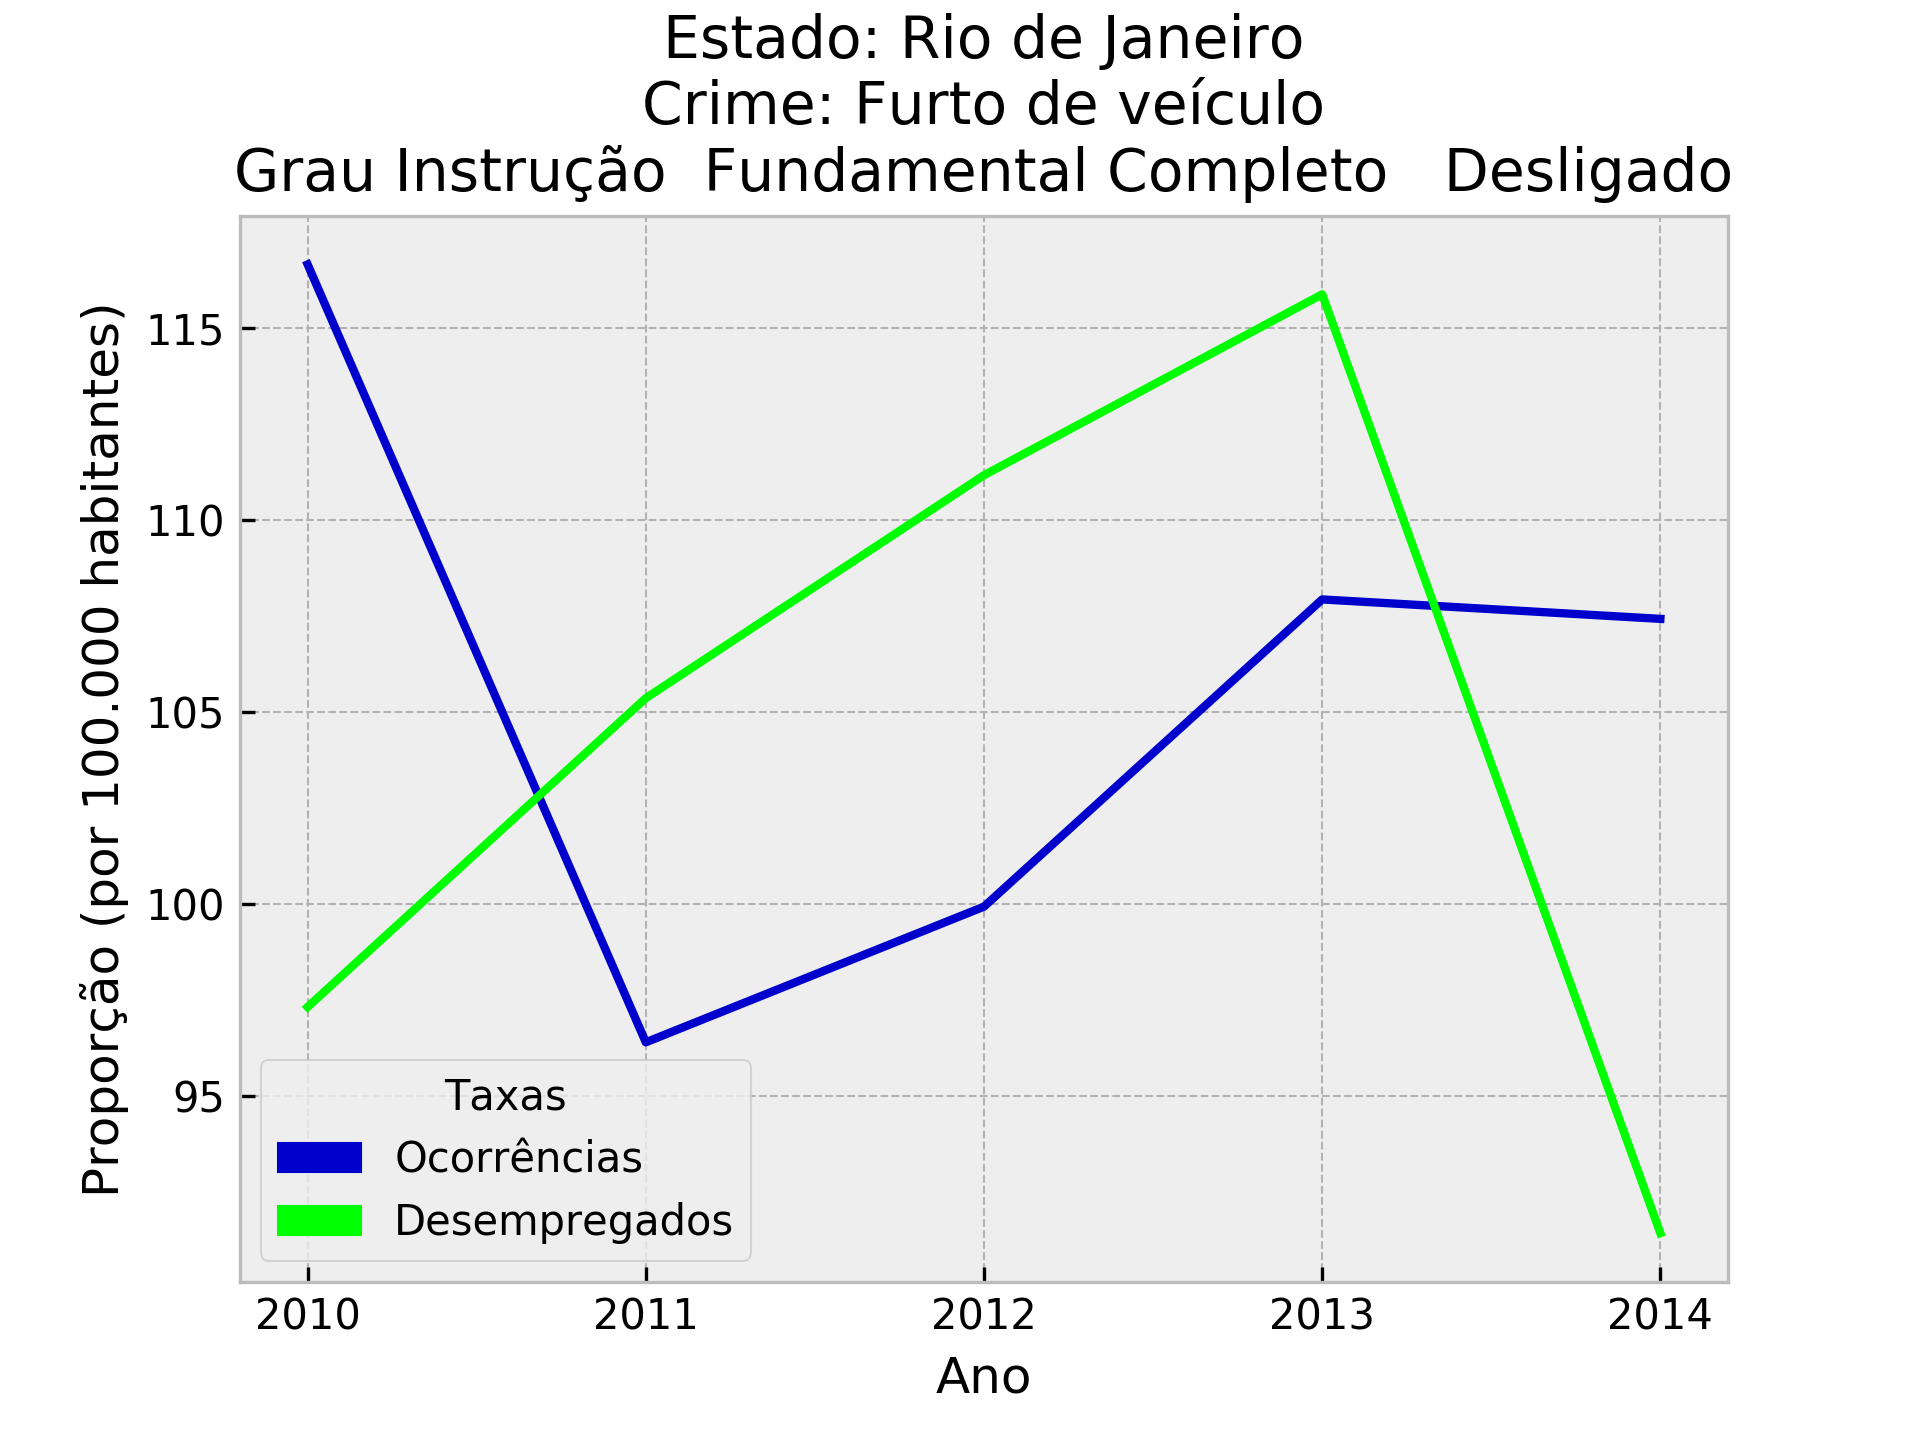 Estado: Rio de Janeiro
Crime: Furto de veículo
Grau Instrução  Fundamental Completo   Desligado
Proporção (por 100.000 habitantes)
115
110
105
100
95
Taxas
Ocorrências
Desempregados
2010 2011 2012 2013 2014
Ano